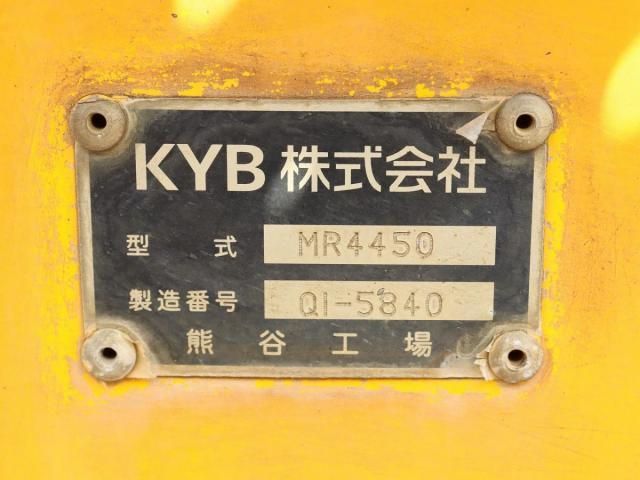 KYB 株式会社
型式 MR4450
製造番号 QI-5840
熊谷工場